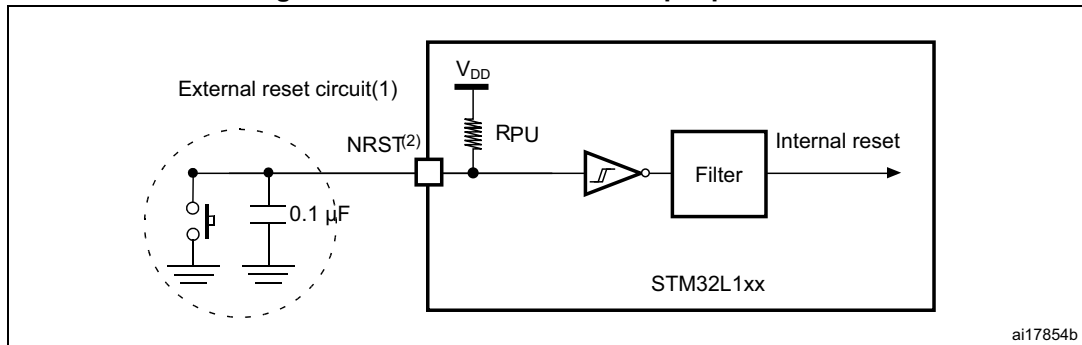 External reset circuit(1)
VDD
NRST(2)
RPU
Filter
Internal reset
0.1 µF
STM32L1xx
ai17854b